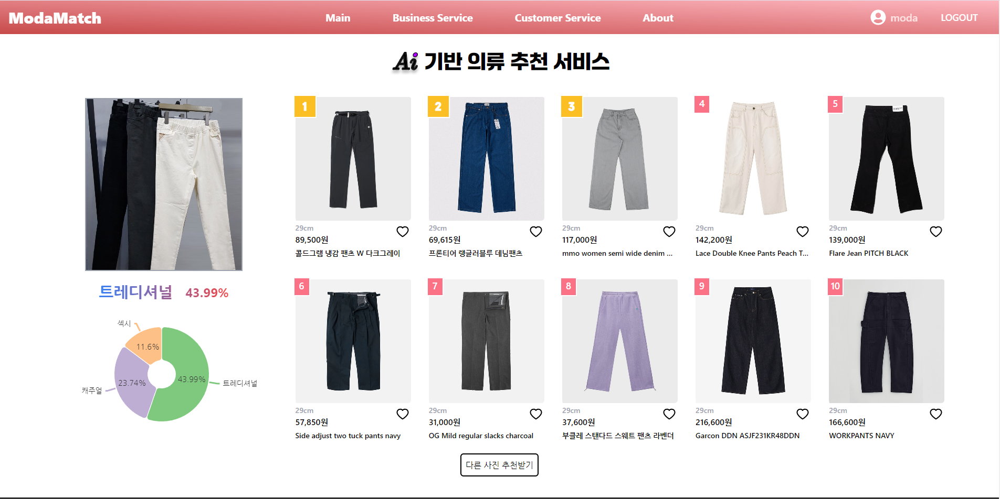 ModaMatch
Main
Business Service
Customer Service
About
moda
LOGOUT
Ai 기반 의류 추천 서비스
트레디셔널 43.99%
섹시
11.6%
23.74%
43.99%
캐주얼
트레디셔널
1
29cm
89,500원
콜드그램 냉감 팬츠 W 다크그레이
2
29cm
69,615원
프론티어 랭글러블루 데님팬츠
3
29cm
117,000원
mmo women semi wide denim ...
4
29cm
142,200원
Lace Double Knee Pants Peach T...
5
29cm
139,000원
Flare Jean PITCH BLACK
6
29cm
57,850원
Side adjust two tuck pants navy
7
29cm
31,000원
OG Mild regular slacks charcoal
8
29cm
37,600원
부클레 스탠다드 스웨트 팬츠 라벤더
9
29cm
216,600원
Garcon DDN ASJF231KR48DDN
10
29cm
166,600원
WORKPANTS NAVY
다른 사진 추천받기